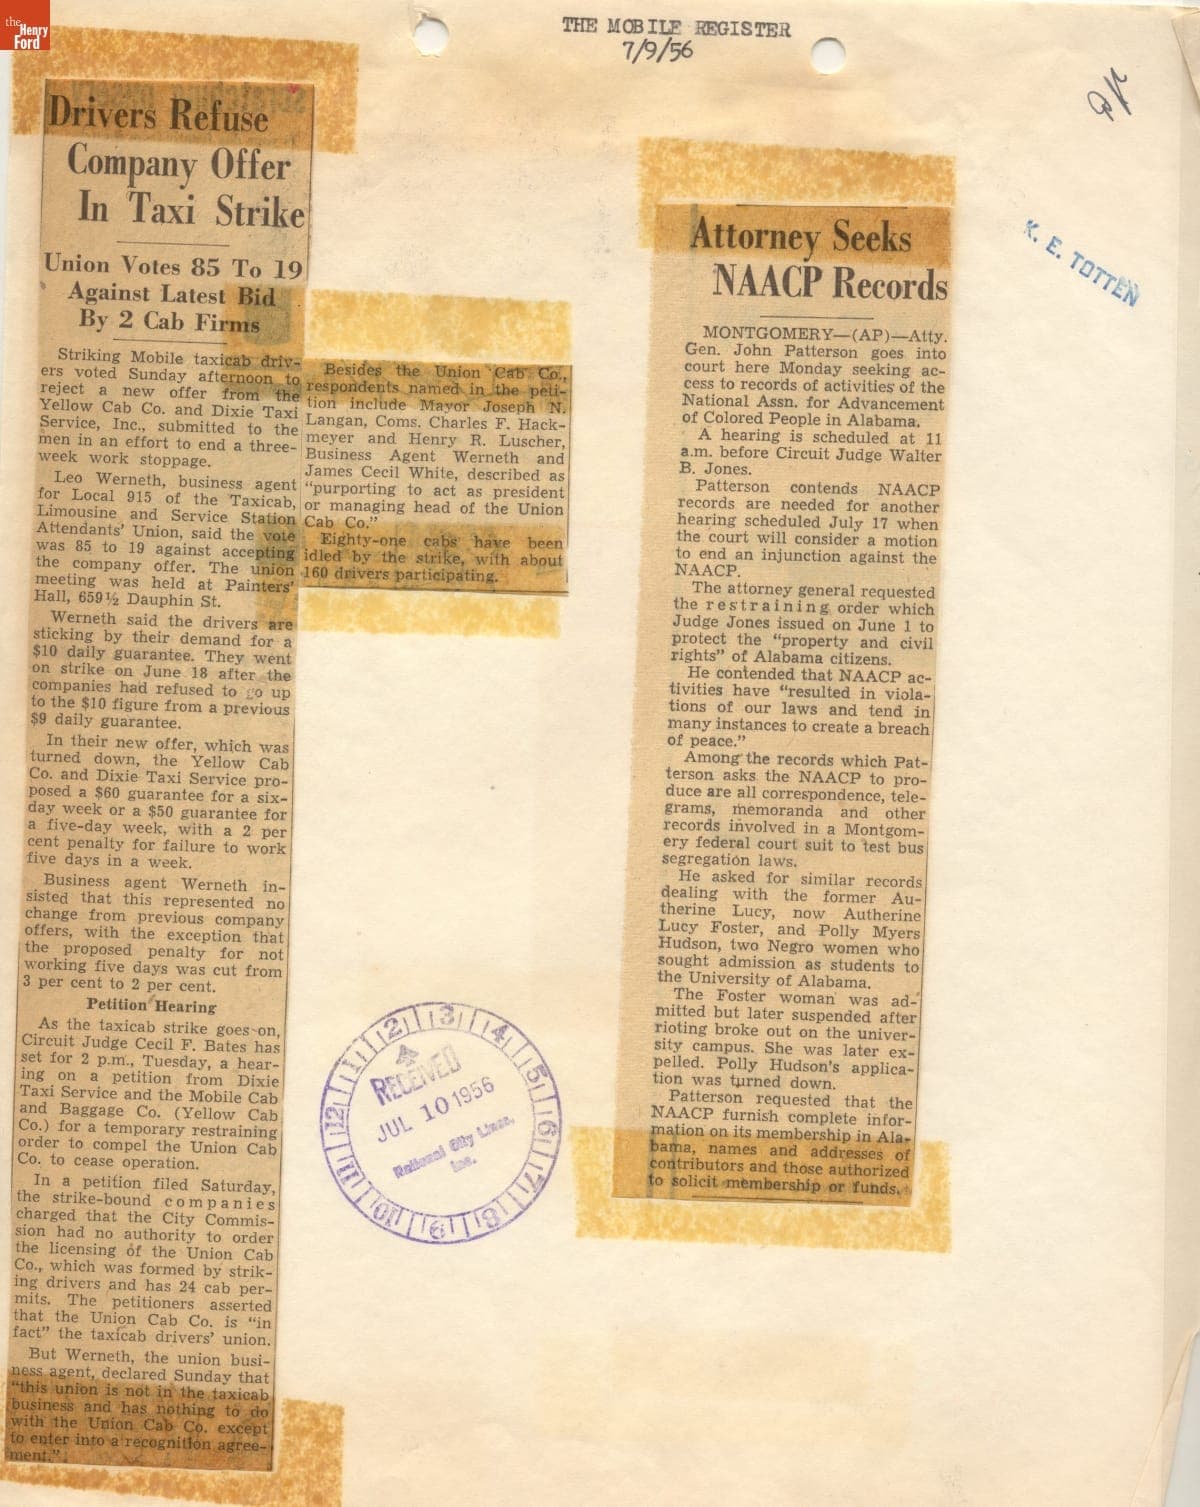 the
Henry
Ford
THE MOBILE REGISTER
7/9/56
K. E. TOTTEN
Drivers Refuse
Company Offer
In Taxi Strike
Union Votes 85 To 19
Against Latest Bid
By 2 Cab Firms
Striking Mobile taxicab driv-
ers voted Sunday afternoon to
reject a new offer from the
Yellow Cab Co. and Dixie Taxi
Service, Inc., submitted to the
men in an effort to end a three-
week work stoppage.
Leo Werneth, business agent
for Local 915 of the Taxicab,
Limousine and Service Station
Attendants' Union, said the vote
was 85 to 19 against accepting
the company offer. The union
meeting was held at Painters'
Hall, 659½ Dauphin St.
Werneth said the drivers are
sticking by their demand for a
$10 daily guarantee. They went
on strike on June 18 after the
companies had refused to go up
to the $10 figure from a previous
$9 daily guarantee.
In their new offer, which was
turned down, the Yellow Cab
Co. and Dixie Taxi Service pro-
posed a $60 guarantee for a six-
day week or a $50 guarantee for
a five-day week, with a 2 per
cent penalty for failure to work
five days in a week.
Business agent Werneth in-
sisted that this represented no
change from previous company
offers, with the exception that
the proposed penalty for not
working five days was cut from
3 per cent to 2 per cent.
Petition Hearing
As the taxicab strike goes on,
Circuit Judge Cecil F. Bates has
set for 2 p.m., Tuesday, a hear-
ing on a petition from Dixie
Taxi Service and the Mobile Cab
and Baggage Co. (Yellow Cab
Co.) for a temporary restraining
order to compel the Union Cab
Co. to cease operation.
In a petition filed Saturday,
the strike-bound companies
charged that the City Commis-
sion had no authority to order
the licensing of the Union Cab
Co., which was formed by strik-
ing drivers and has 24 cab per-
mits. The petitioners asserted
that the Union Cab Co. is "in
fact" the taxicab drivers' union.
But Werneth, the union busi-
ness agent, declared Sunday that
"this union is not in the taxicab
business and has nothing to do
with the Union Cab Co. except
to enter into a recognition agree-
ment."
Besides the Union Cab Co.,
respondents named in the peti-
tion include Mayor Joseph N.
Langan, Coms. Charles F. Hack-
meyer and Henry R. Luscher,
Business Agent Werneth and
James Cecil White, described as
"purporting to act as president
or managing head of the Union
Cab Co."
Eighty-one cabs have been
idled by the strike, with about
160 drivers participating.
Attorney Seeks
NAACP Records
MONTGOMERY—(AP)—Atty.
Gen. John Patterson goes into
court here Monday seeking ac-
cess to records of activities of the
National Assn. for Advancement
of Colored People in Alabama.
A hearing is scheduled at 11
a.m. before Circuit Judge Walter
B. Jones.
Patterson contends NAACP
records are needed for another
hearing scheduled July 17 when
the court will consider a motion
to end an injunction against the
NAACP.
The attorney general requested
the restraining order which
Judge Jones issued on June 1 to
protect the "property and civil
rights" of Alabama citizens.
He contended that NAACP ac-
tivities have "resulted in viola-
tions of our laws and tend in
many instances to create a breach
of peace."
Among the records which Pat-
terson asks the NAACP to pro-
duce are all correspondence, tele-
grams, memoranda and other
records involved in a Montgom-
ery federal court suit to test bus
segregation laws.
He asked for similar records
dealing with the former Au-
therine Lucy, now Autherine
Lucy Foster, and Polly Myers
Hudson, two Negro women who
sought admission as students to
the University of Alabama.
The Foster woman was ad-
mitted but later suspended after
rioting broke out on the univer-
sity campus. She was later ex-
pelled. Polly Hudson's applica-
tion was turned down.
Patterson requested that the
NAACP furnish complete infor-
mation on its membership in Ala-
bama, names and addresses of
contributors and those authorized
to solicit membership or funds.
1 2 3 4 5 6 7 8 9 10 11 12
RECEIVED
JUL 10 1956
National City Lines,
Inc.